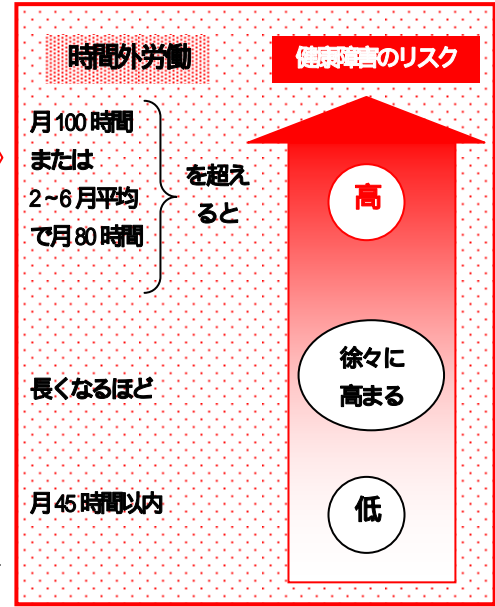 時間外労働
健康障害のリスク
月100時間
または
2~6月平均
で月80時間
を超え
ると
高
長くなるほど
徐々に
高まる
月45時間以内
低